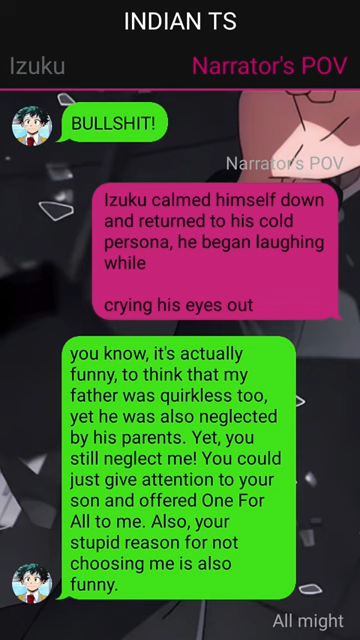 INDIAN TS
Izuku
Narrator's POV
BULLSHIT!
Narrator's POV
Izuku calmed himself down
and returned to his cold
persona, he began laughing
while
crying his eyes out
you know, it's actually
funny, to think that my
father was quirkless too,
yet he was also neglected
by his parents. Yet, you
still neglect me! You could
just give attention to your
son and offered One For
All to me. Also, your
stupid reason for not
choosing me is also
funny.
All might